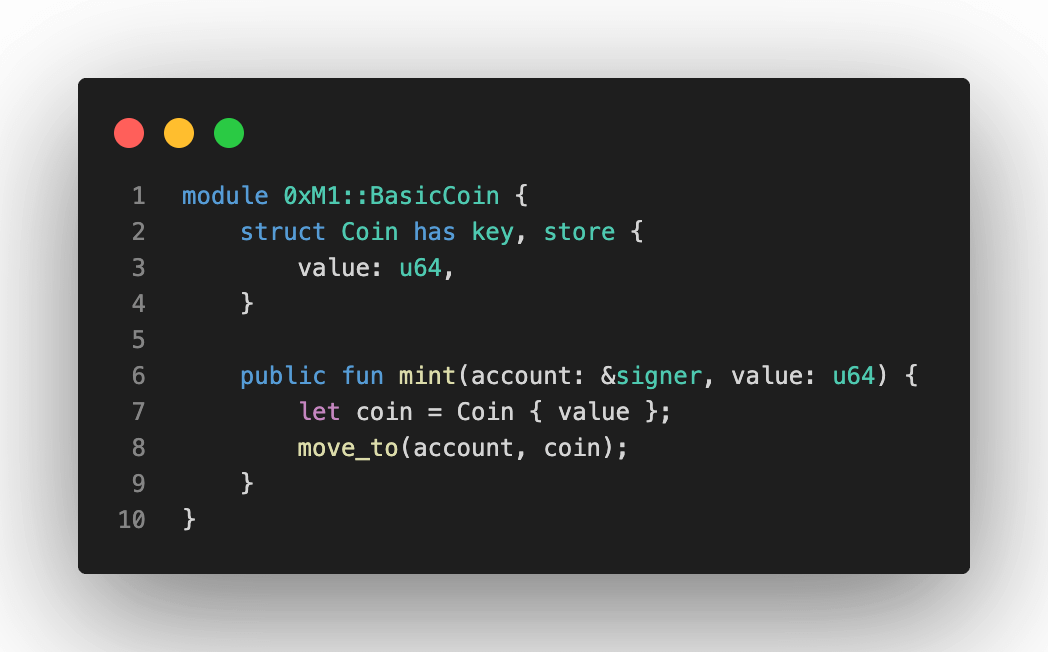 1 module 0xM1::BasicCoin {
2     struct Coin has key, store {
3         value: u64,
4     }
5
6     public fun mint(account: &signer, value: u64) {
7         let coin = Coin { value };
8         move_to(account, coin);
9     }
10 }